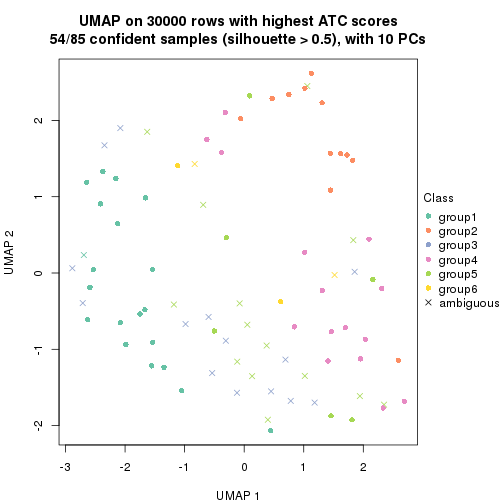 UMAP on 30000 rows with highest ATC scores
54/85 confident samples (silhouette > 0.5), with 10 PCs
Class
group1
group2
group3
group4
group5
group6
ambiguous
UMAP 2
2
1
0
-1
-2
-3
-2
-1
0
1
2
UMAP 1